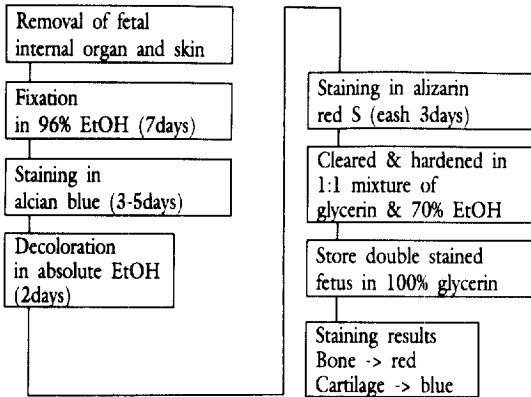 Removal of fetal
internal organ and skin
Fixation
in 96% EtOH (7days)
Staining in
alcian blue (3-5days)
Decoloration
in absolute EtOH
(2days)
Staining in alizarin
red S (eash 3days)
Cleared & hardened in
1:1 mixture of
glycerin & 70% EtOH
Store double stained
fetus in 100% glycerin
Staining results
Bone -> red
Cartilage -> blue